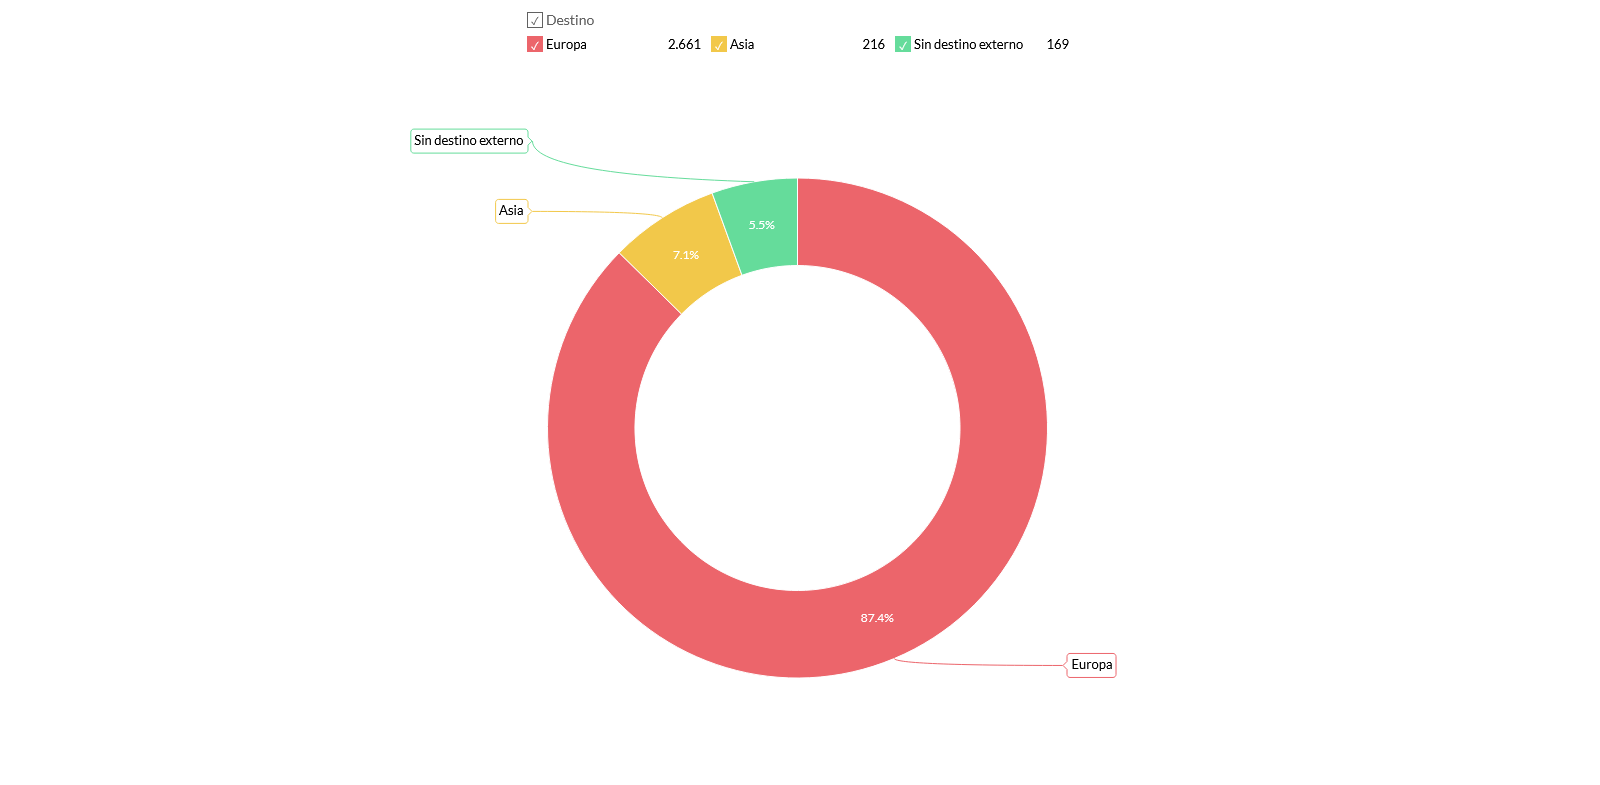 Destino
Europa 2.661 Asia 216 Sin destino externo 169
Sin destino externo
Asia
5.5%
7.1%
87.4%
Europa